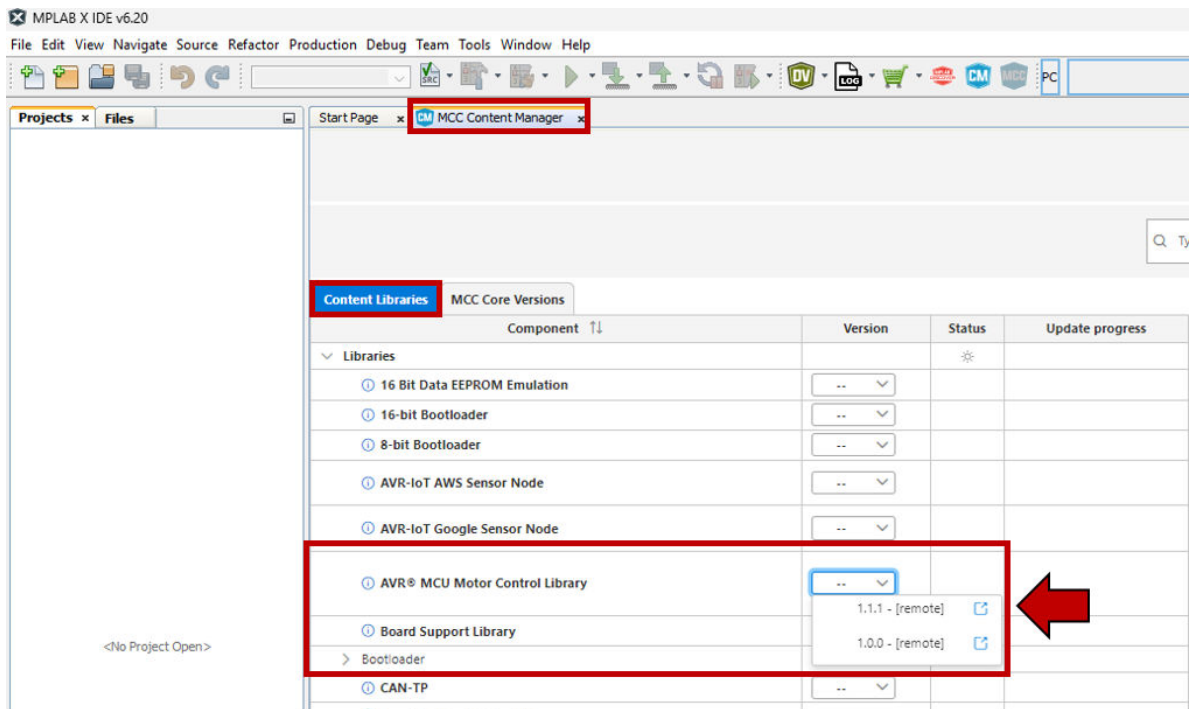 MPLAB X IDE v6.20
File Edit View Navigate Source Refactor Production Debug Team Tools Window Help
SRC DV LOG CM MCC PC
Projects × Files
Start Page × CM MCC Content Manager ×
Ty
Content Libraries MCC Core Versions
Component Version Status Update progress
Libraries
16 Bit Data EEPROM Emulation --
16-bit Bootloader --
8-bit Bootloader --
AVR-IoT AWS Sensor Node --
AVR-IoT Google Sensor Node --
AVR® MCU Motor Control Library --
1.1.1 - [remote]
Board Support Library
1.0.0 - [remote]
<No Project Open>
Bootloader
CAN-TP --